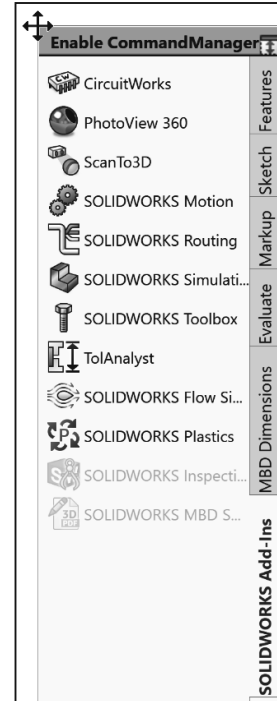 Enable CommandManager
CircuitWorks
PhotoView 360
ScanTo3D
SOLIDWORKS Motion
SOLIDWORKS Routing
SOLIDWORKS Simulati...
SOLIDWORKS Toolbox
TolAnalyst
SOLIDWORKS Flow Si...
SOLIDWORKS Plastics
SOLIDWORKS Inspecti...
SOLIDWORKS MBD S...
Features
Sketch
Markup
Evaluate
MBD Dimensions
SOLIDWORKS Add-Ins